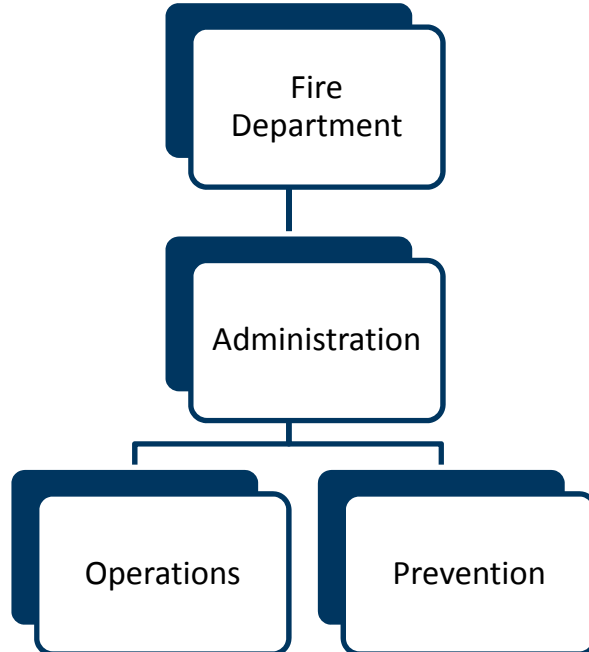 Fire
Department
Administration
Operations
Prevention